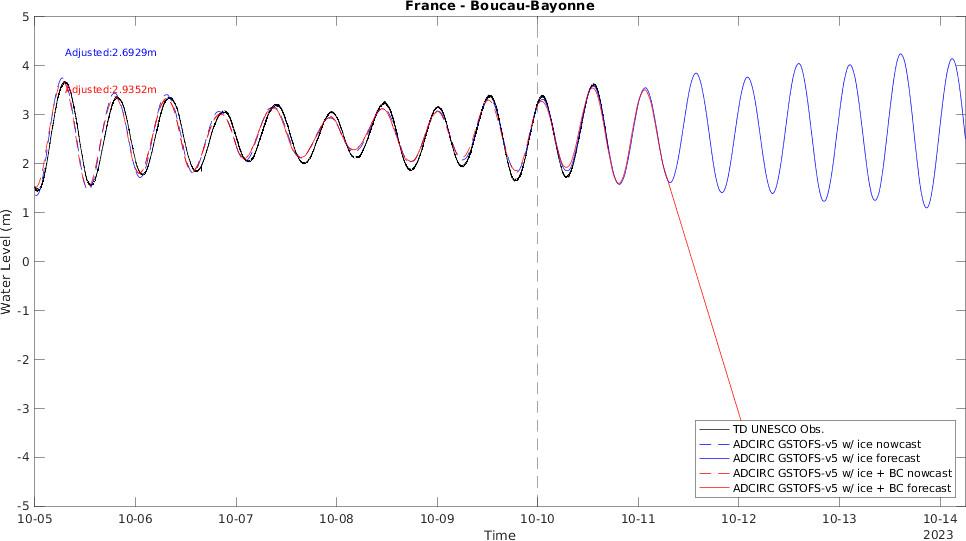 France - Boucau-Bayonne
5
4
3
2
1
0
-1
-2
-3
-4
-5
Water Level (m)
Adjusted:2.6929m
Adjusted:2.9352m
TD UNESCO Obs.
ADCIRC GSTOFS-v5 w/ ice nowcast
ADCIRC GSTOFS-v5 w/ ice forecast
ADCIRC GSTOFS-v5 w/ ice + BC nowcast
ADCIRC GSTOFS-v5 w/ ice + BC forecast
10-05 10-06 10-07 10-08 10-09 10-10 10-11 10-12 10-13 10-14
Time 2023